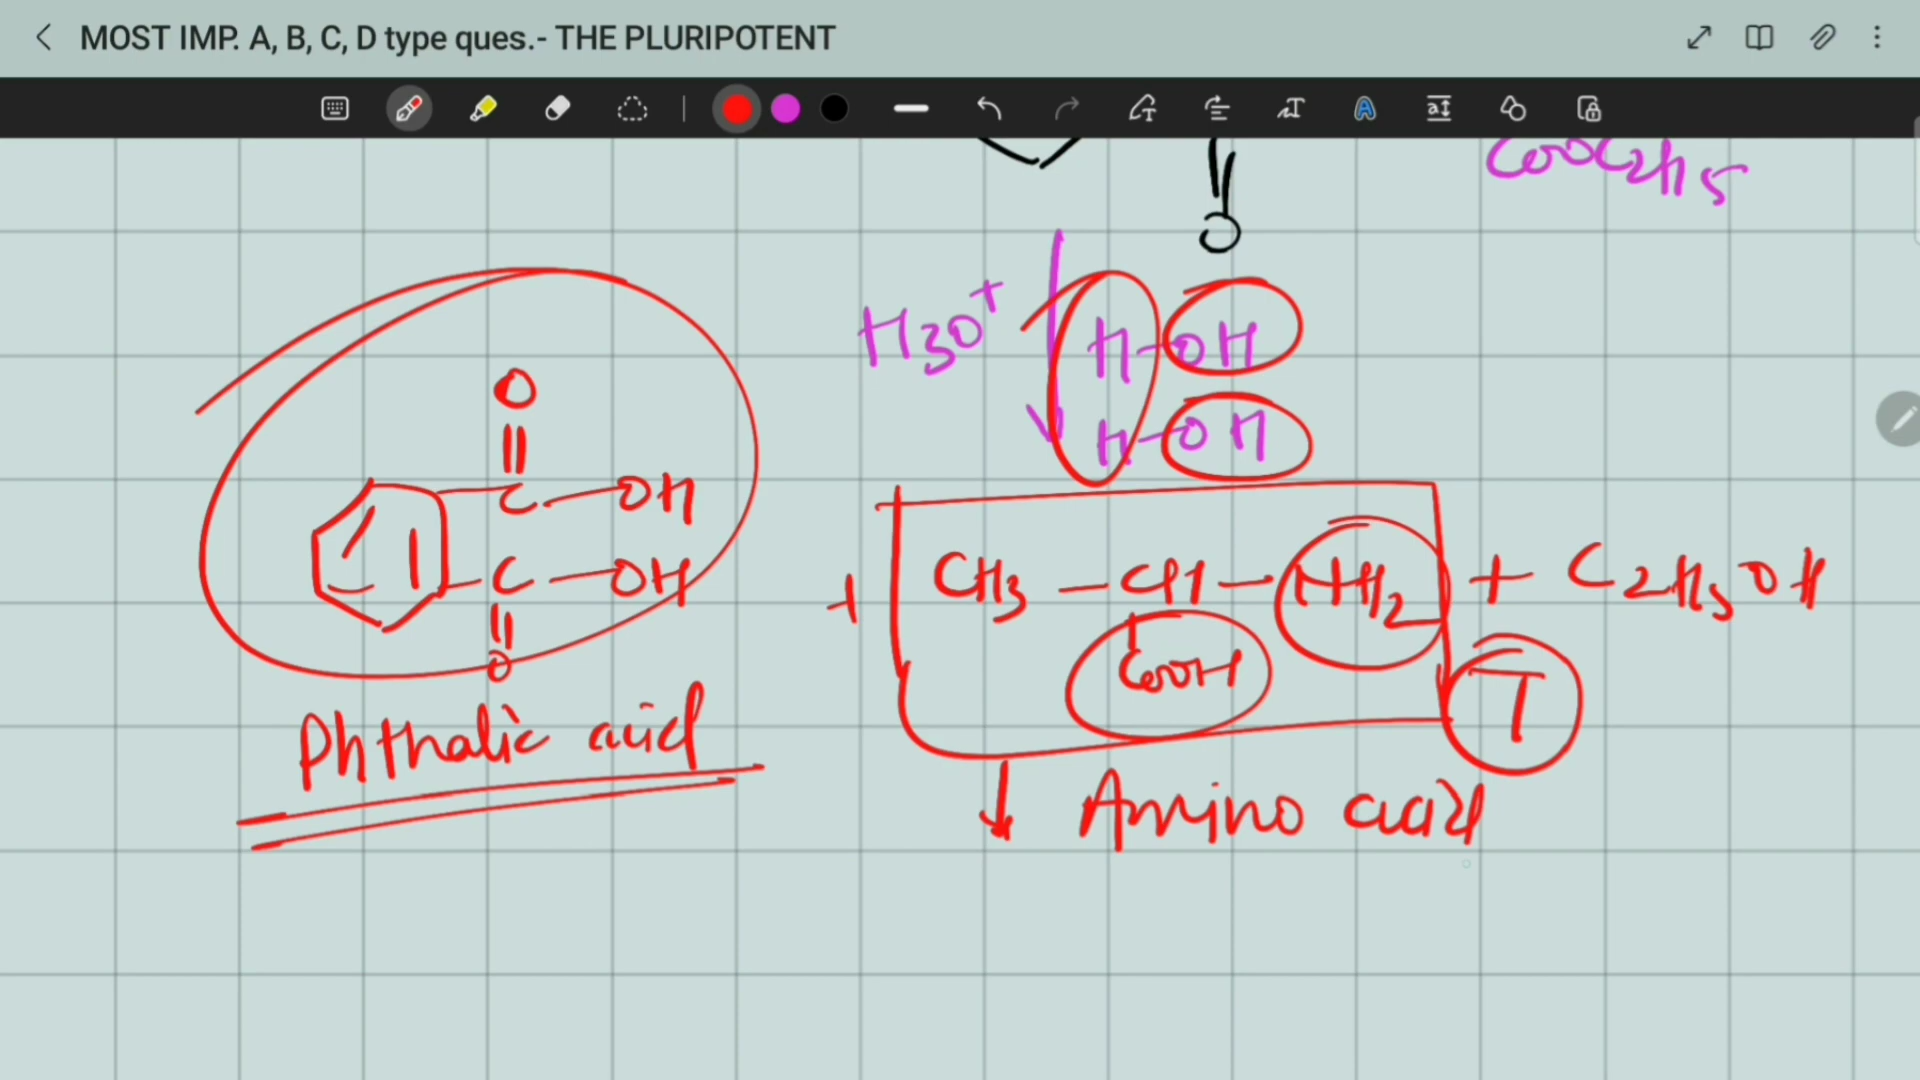 MOST IMP. A, B, C, D type ques.- THE PLURIPOTENT
COOC2H5
O
H3O+
H-OH
H-OH
O
||
C-OH
C-OH
||
O
+ CH3-CH-NH2 + C2H5OH
COOH
T
Phthalic acid
↓ Amino acid